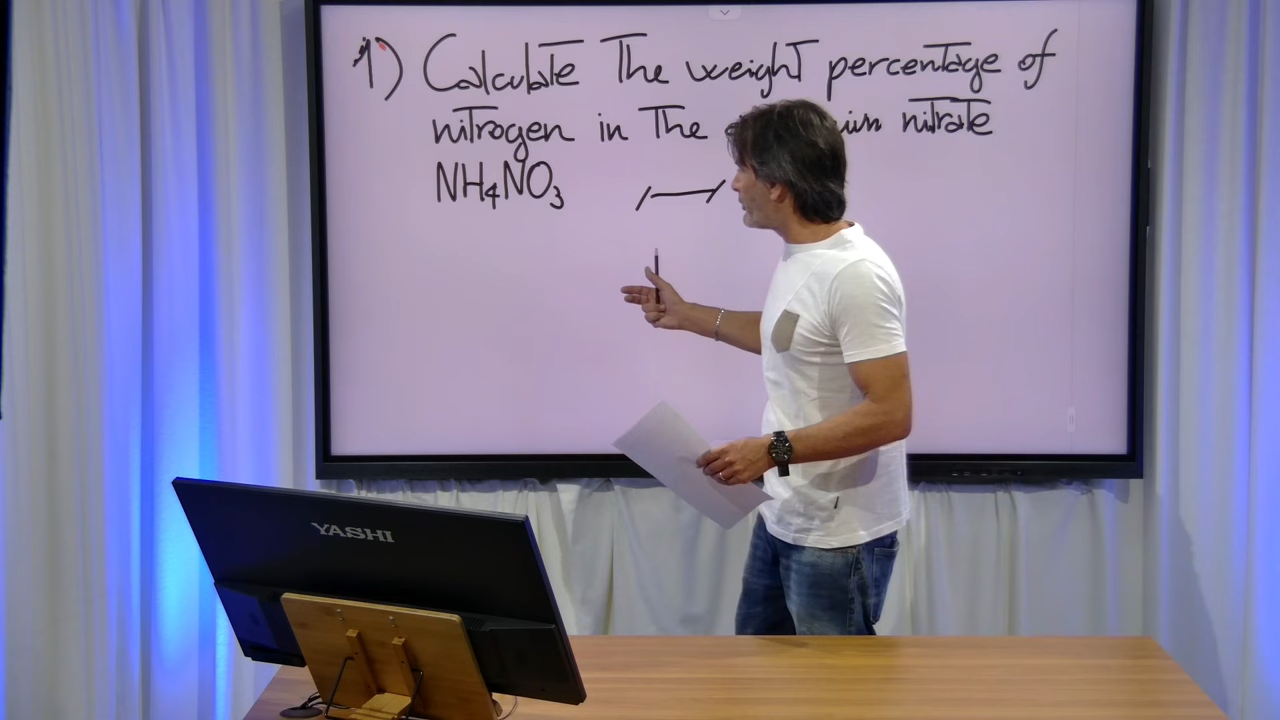 1) Calculate The weight percentage of
nitrogen in The nitrate
NH4NO3
YASHI